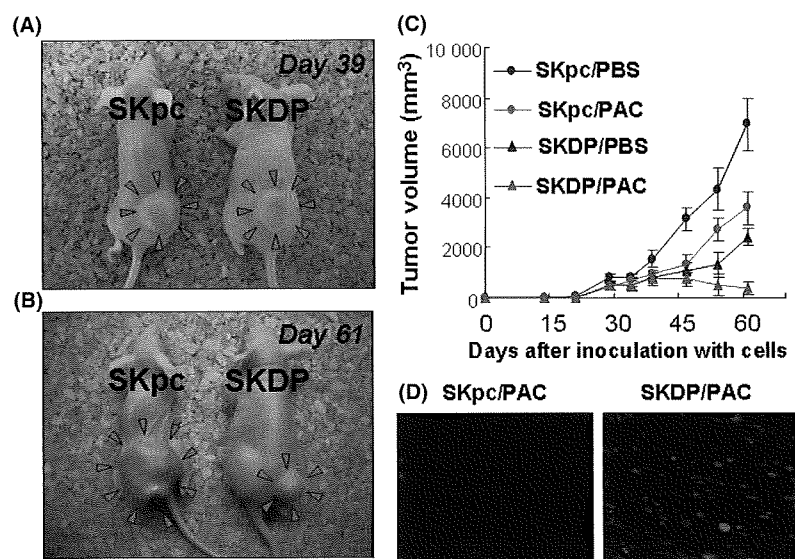 (A)
Day 39
SKpc SKDP
(B)
Day 61
SKpc SKDP
(C)
Tumor volume (mm³)
10 000
8000
6000
4000
2000
0
0 15 30 45 60
Days after inoculation with cells
SKpc/PBS
SKpc/PAC
SKDP/PBS
SKDP/PAC
(D) SKpc/PAC SKDP/PAC